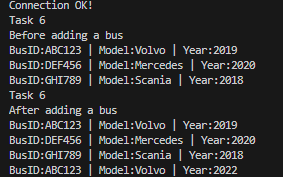 Connection OK!
Task 6
Before adding a bus
BusID:ABC123 | Model:Volvo | Year:2019
BusID:DEF456 | Model:Mercedes | Year:2020
BusID:GHI789 | Model:Scania | Year:2018
Task 6
After adding a bus
BusID:ABC123 | Model:Volvo | Year:2019
BusID:DEF456 | Model:Mercedes | Year:2020
BusID:GHI789 | Model:Scania | Year:2018
BusID:ABC123 | Model:Volvo | Year:2022